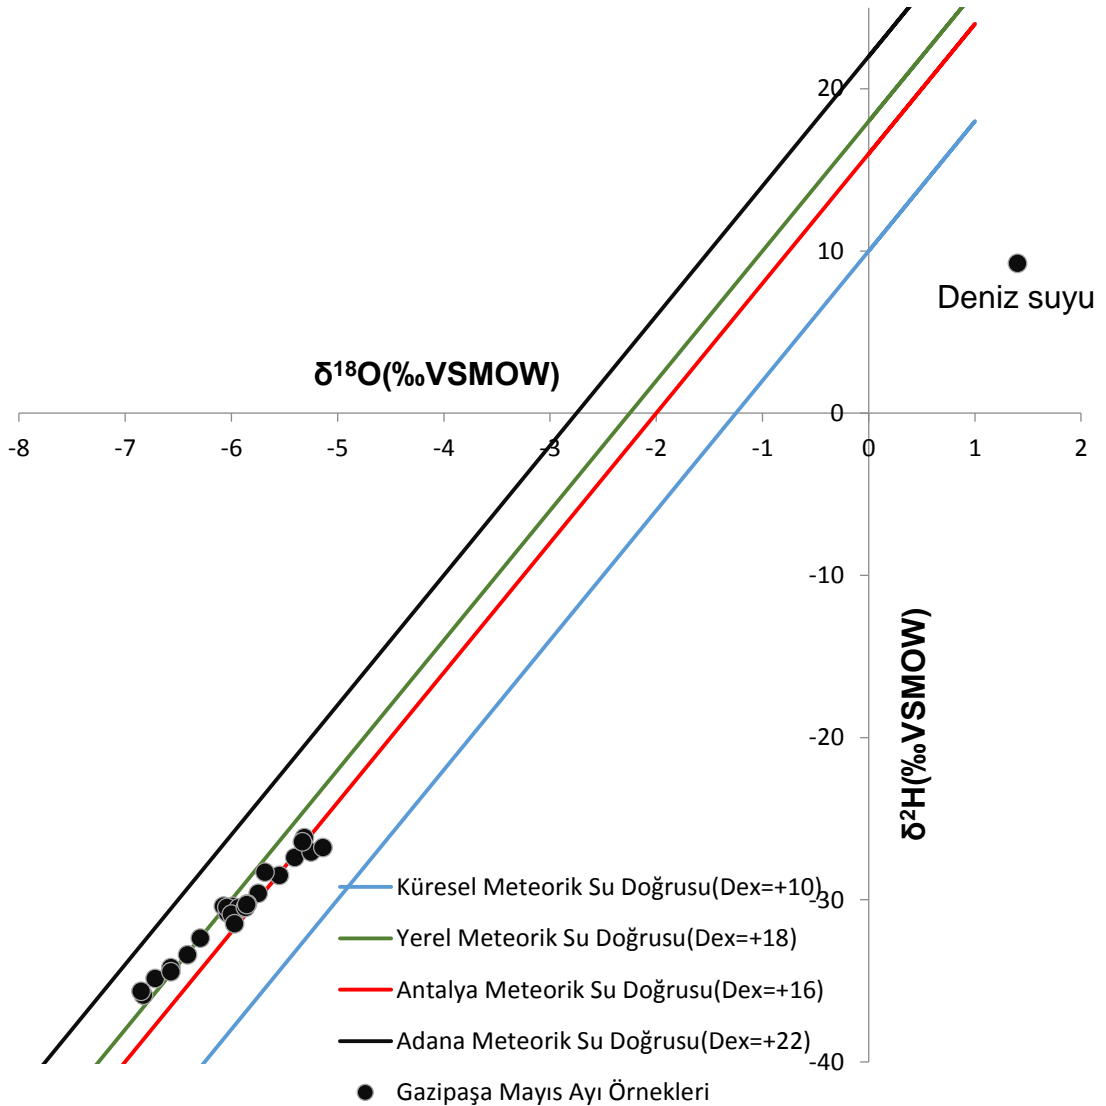 20
10
Deniz suyu
δ¹⁸O(‰VSMOW)
0
-8 -7 -6 -5 -4 -3 -2 -1 0 1 2
-10
δ²H(‰VSMOW)
-20
Küresel Meteorik Su Doğrusu(Dex=+10)
-30
Yerel Meteorik Su Doğrusu(Dex=+18)
Antalya Meteorik Su Doğrusu(Dex=+16)
Adana Meteorik Su Doğrusu(Dex=+22)
-40
Gazipaşa Mayıs Ayı Örnekleri